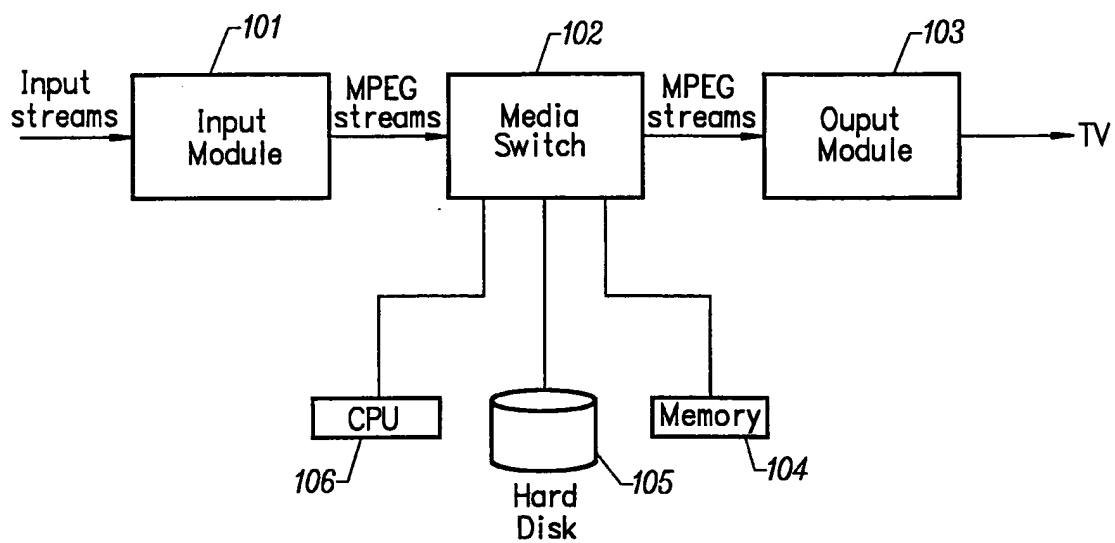 101
102
103
Input
streams
Input
Module
MPEG
streams
Media
Switch
MPEG
streams
Ouput
Module
TV
CPU
106
Hard
Disk
105
Memory
104